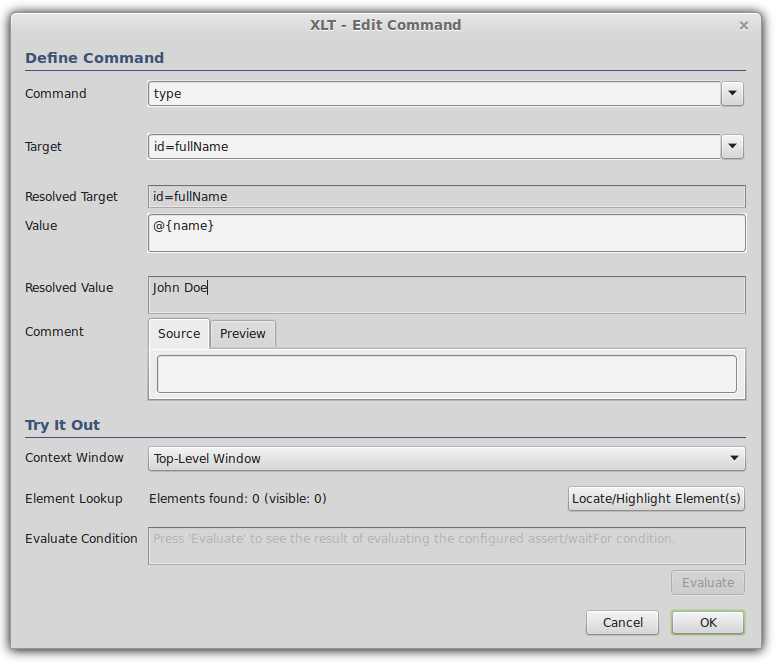 XLT - Edit Command
Define Command
Command type
Target id=fullName
Resolved Target id=fullName
Value @{name}
Resolved Value John Doe
Comment Source Preview
Try It Out
Context Window Top-Level Window
Element Lookup Elements found: 0 (visible: 0) Locate/Highlight Element(s)
Evaluate Condition Press 'Evaluate' to see the result of evaluating the configured assert/waitFor condition.
Evaluate
Cancel OK